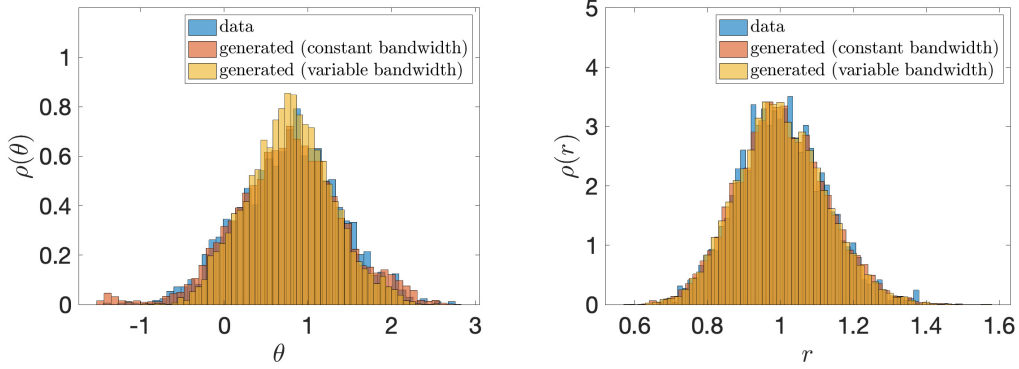 data
generated (constant bandwidth)
generated (variable bandwidth)
1
0.8
0.6
0.4
0.2
0
ρ(θ)
-1 0 1 2 3
θ
data
generated (constant bandwidth)
generated (variable bandwidth)
5
4
3
2
1
0
ρ(r)
0.6 0.8 1 1.2 1.4 1.6
r